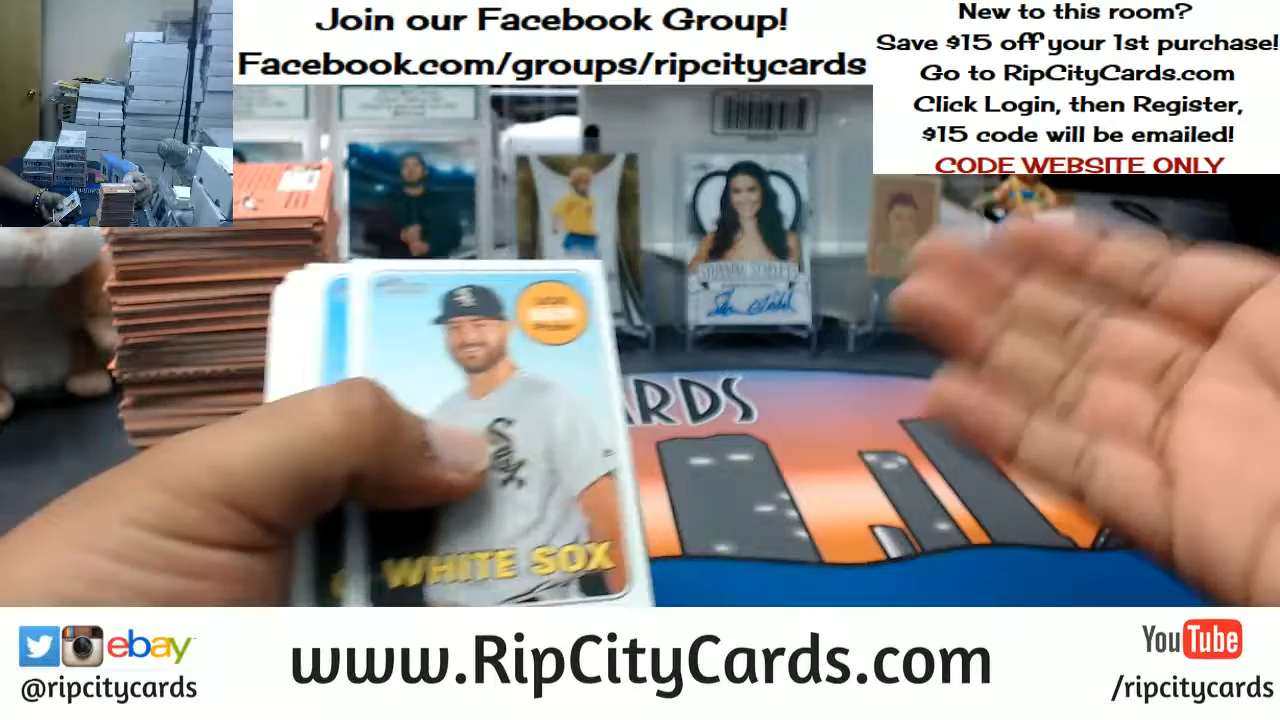 Join our Facebook Group!
Facebook.com/groups/ripcitycards
New to this room?
Save $15 off your 1st purchase!
Go to RipCityCards.com
Click Login, then Register,
$15 code will be emailed!
CODE WEBSITE ONLY
ARDS
Sox
WHITE SOX
ebay
@ripcitycards
www.RipCityCards.com
YouTube
/ripcitycards